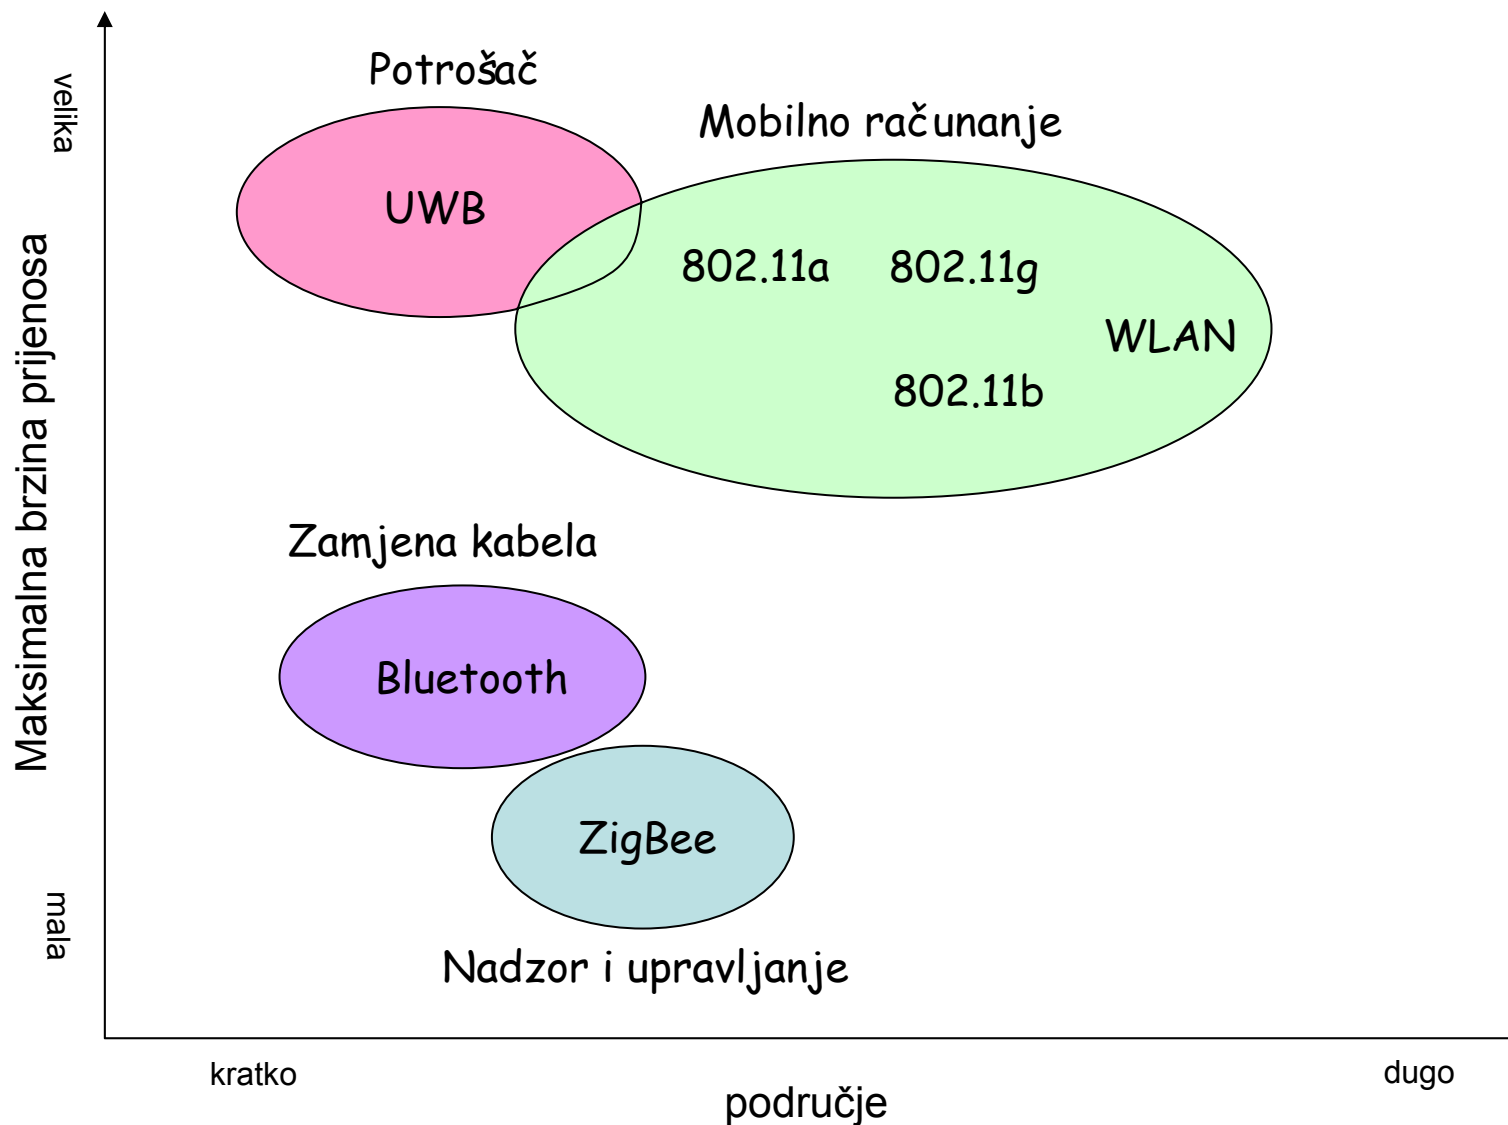 Potrošač
velika
Mobilno računanje
UWB
802.11a 802.11g
WLAN
802.11b
Maksimalna brzina prijenosa
Zamjena kabela
Bluetooth
ZigBee
mala
Nadzor i upravljanje
kratko
dugo
područje